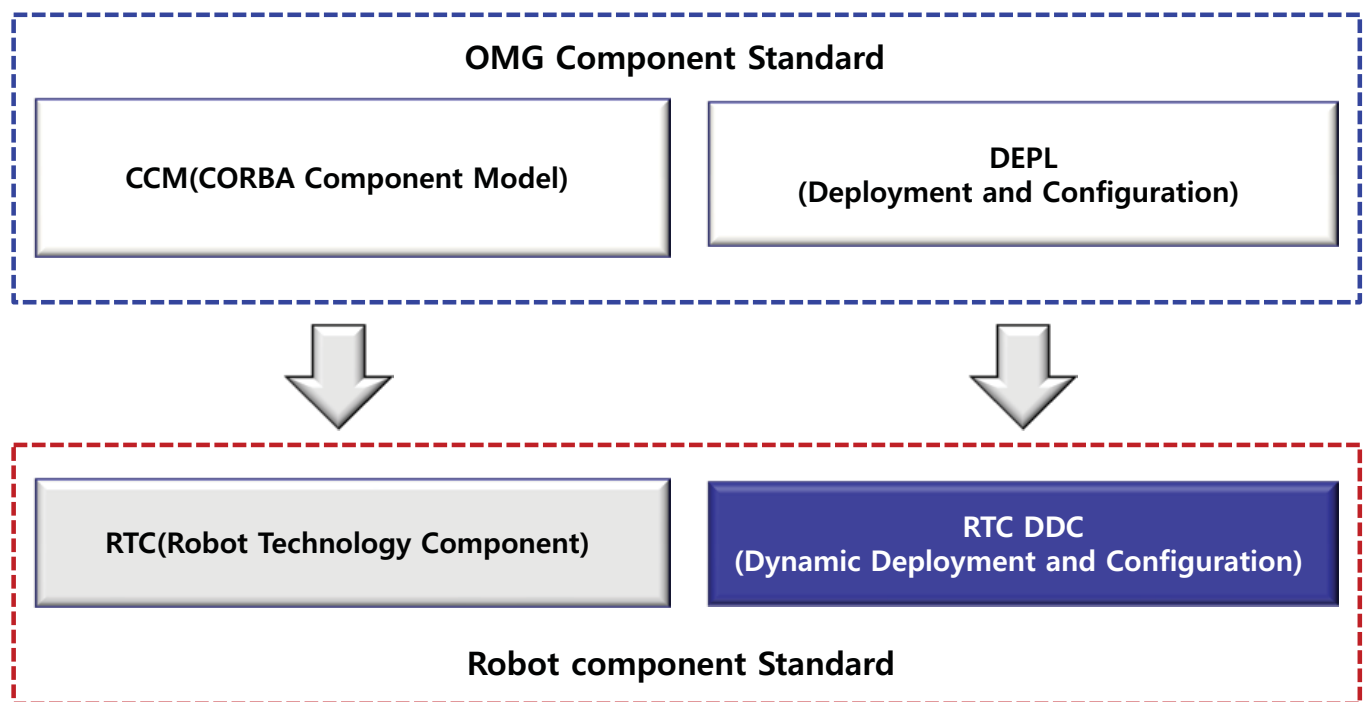 OMG Component Standard
CCM(CORBA Component Model)
DEPL
(Deployment and Configuration)
RTC(Robot Technology Component)
RTC DDC
(Dynamic Deployment and Configuration)
Robot component Standard